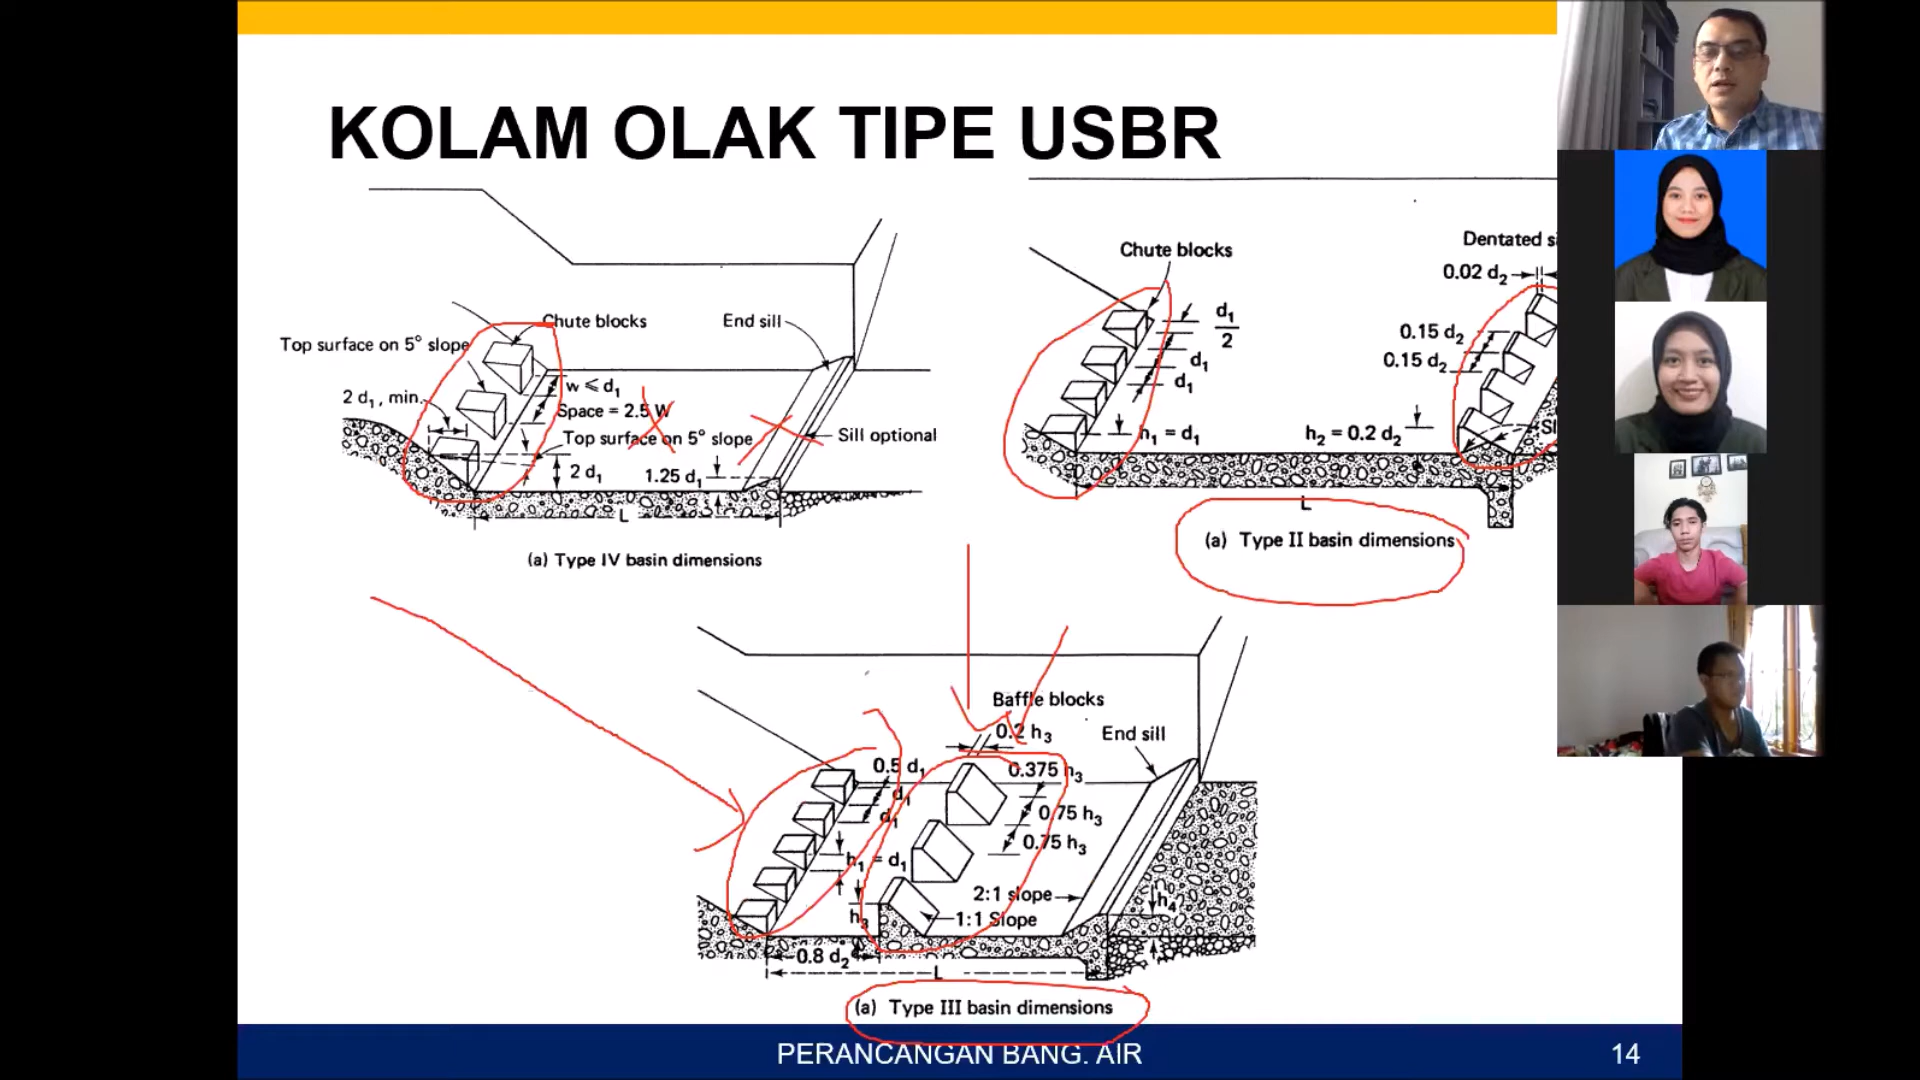 KOLAM OLAK TIPE USBR
Chute blocks
End sill
Top surface on 5° slope
2 d₁, min.
w ⩽ d₁
Space = 2.5 W
Top surface on 5° slope
Sill optional
2 d₁
1.25 d₁
L
(a) Type IV basin dimensions
Chute blocks
Dentated
0.02 d₂
d₁
2
d₁
d₁
0.15 d₂
0.15 d₂
h₁ = d₁
h₂ = 0.2 d₂
L
(a) Type II basin dimensions
Baffle blocks
0.2 h₃
End sill
0.5 d₁
d₁
d₁
0.375 h₃
0.75 h₃
0.75 h₃
h₁ = d₁
h₃
2:1 slope
1:1 Slope
h₄
0.8 d₂
L
(a) Type III basin dimensions
PERANCANGAN BANG. AIR
14